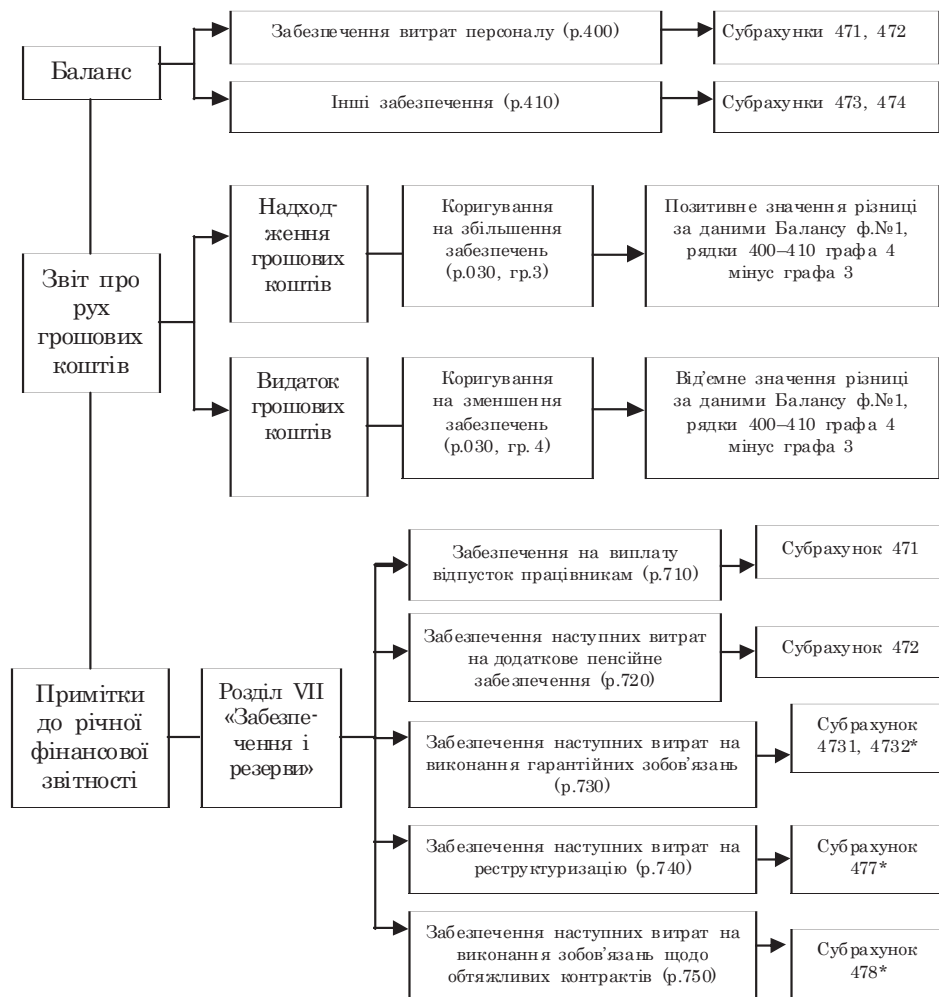 Забезпечення витрат персоналу (р.400)
Субрахунки 471, 472
Баланс
Інші забезпечення (р.410)
Субрахунки 473, 474
Надход-
ження
грошових
коштів
Коригування
на збільшення
забезпечень
(р.030, гр.3)
Позитивне значення різниці
за даними Балансу ф.№1,
рядки 400–410 графа 4
мінус графа 3
Звіт про
рух
грошових
коштів
Видаток
грошових
коштів
Коригування
на зменшення
забезпечень
(р.030, гр. 4)
Від’ємне значення різниці
за даними Балансу ф.№1,
рядки 400–410 графа 4
мінус графа 3
Забезпечення на виплату
відпусток працівникам (р.710)
Субрахунок 471
Забезпечення наступних витрат
на додаткове пенсійне
забезпечення (р.720)
Субрахунок 472
Примітки
до річної
фінансової
звітності
Розділ VII
«Забезпе-
чення і
резерви»
Забезпечення наступних витрат на
виконання гарантійних зобов’язань
(р.730)
Субрахунок
4731, 4732*
Забезпечення наступних витрат на
реструктуризацію (р.740)
Субрахунок
477*
Забезпечення наступних витрат на
виконання зобов’язань щодо
обтяжливих контрактів (р.750)
Субрахунок
478*